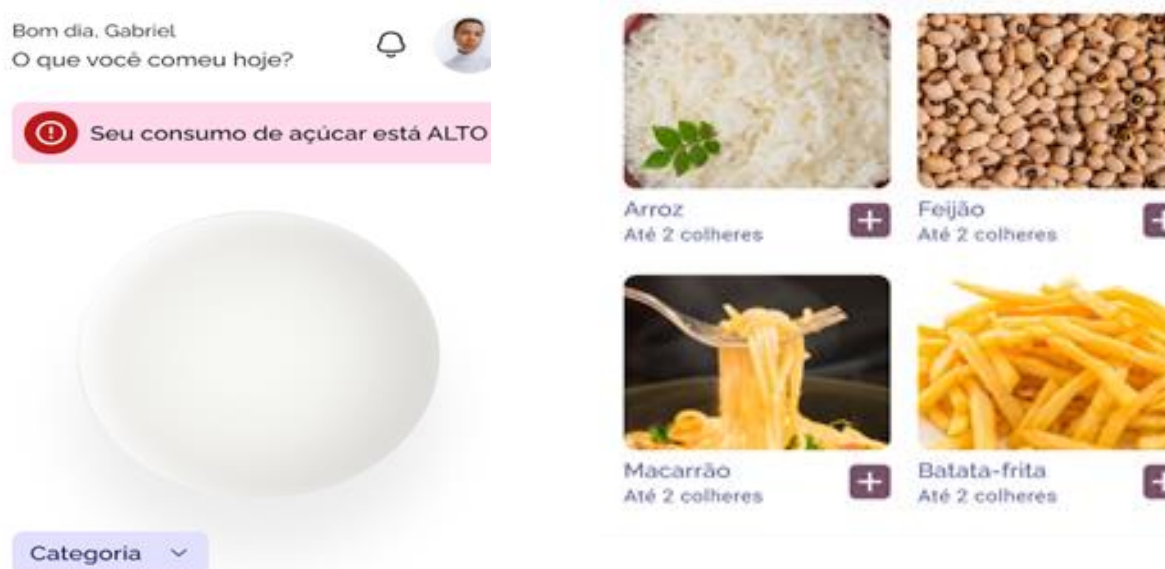 Bom dia, Gabriel
O que você comeu hoje?
Seu consumo de açúcar está ALTO
Categoria
Arroz
Até 2 colheres
Feijão
Até 2 colheres
Macarrão
Até 2 colheres
Batata-frita
Até 2 colheres